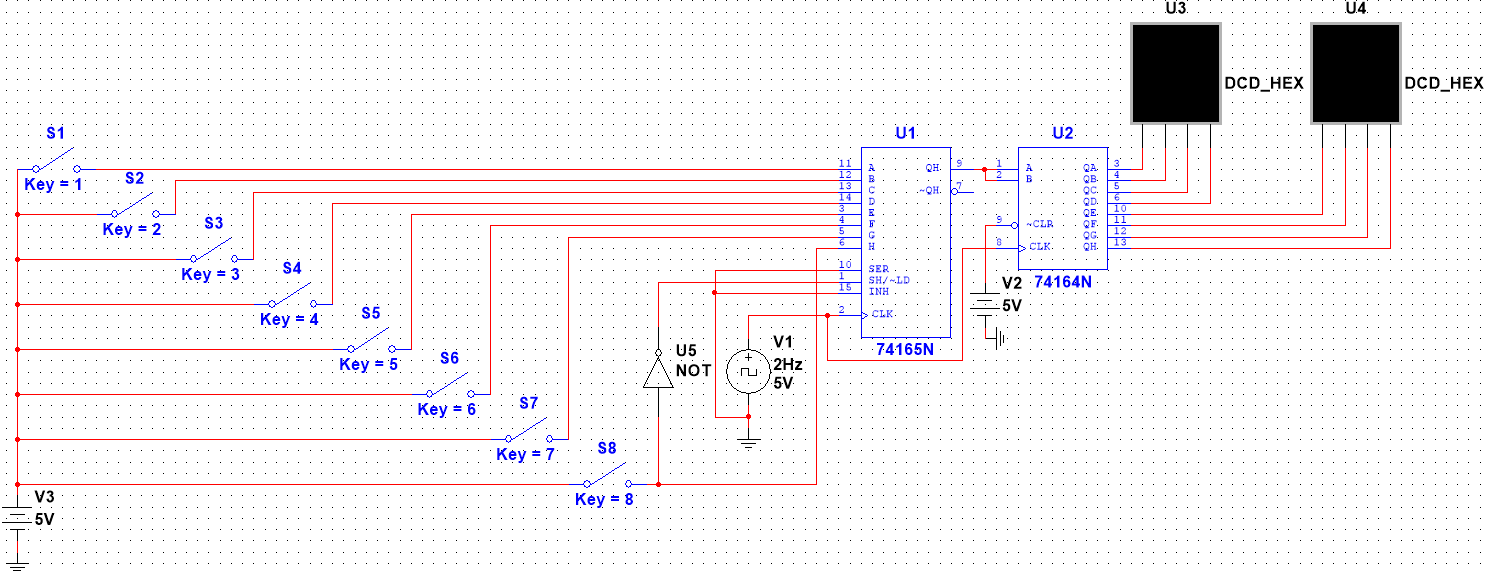 U3
U4
DCD_HEX
DCD_HEX
S1
Key = 1
S2
Key = 2
S3
Key = 3
S4
Key = 4
S5
Key = 5
S6
Key = 6
S7
Key = 7
S8
Key = 8
V3
5V
U5
NOT
V1
2Hz
5V
U1
11 A
12 B
13 C
14 D
3 E
4 F
5 G
6 H
10 SER
1 SH/~LD
15 INH
2 CLK
QH 9
~QH 7
74165N
U2
1 A
2 B
9 ~CLR
8 CLK
QA 3
QB 4
QC 5
QD 6
QE 10
QF 11
QG 12
QH 13
74164N
V2
5V